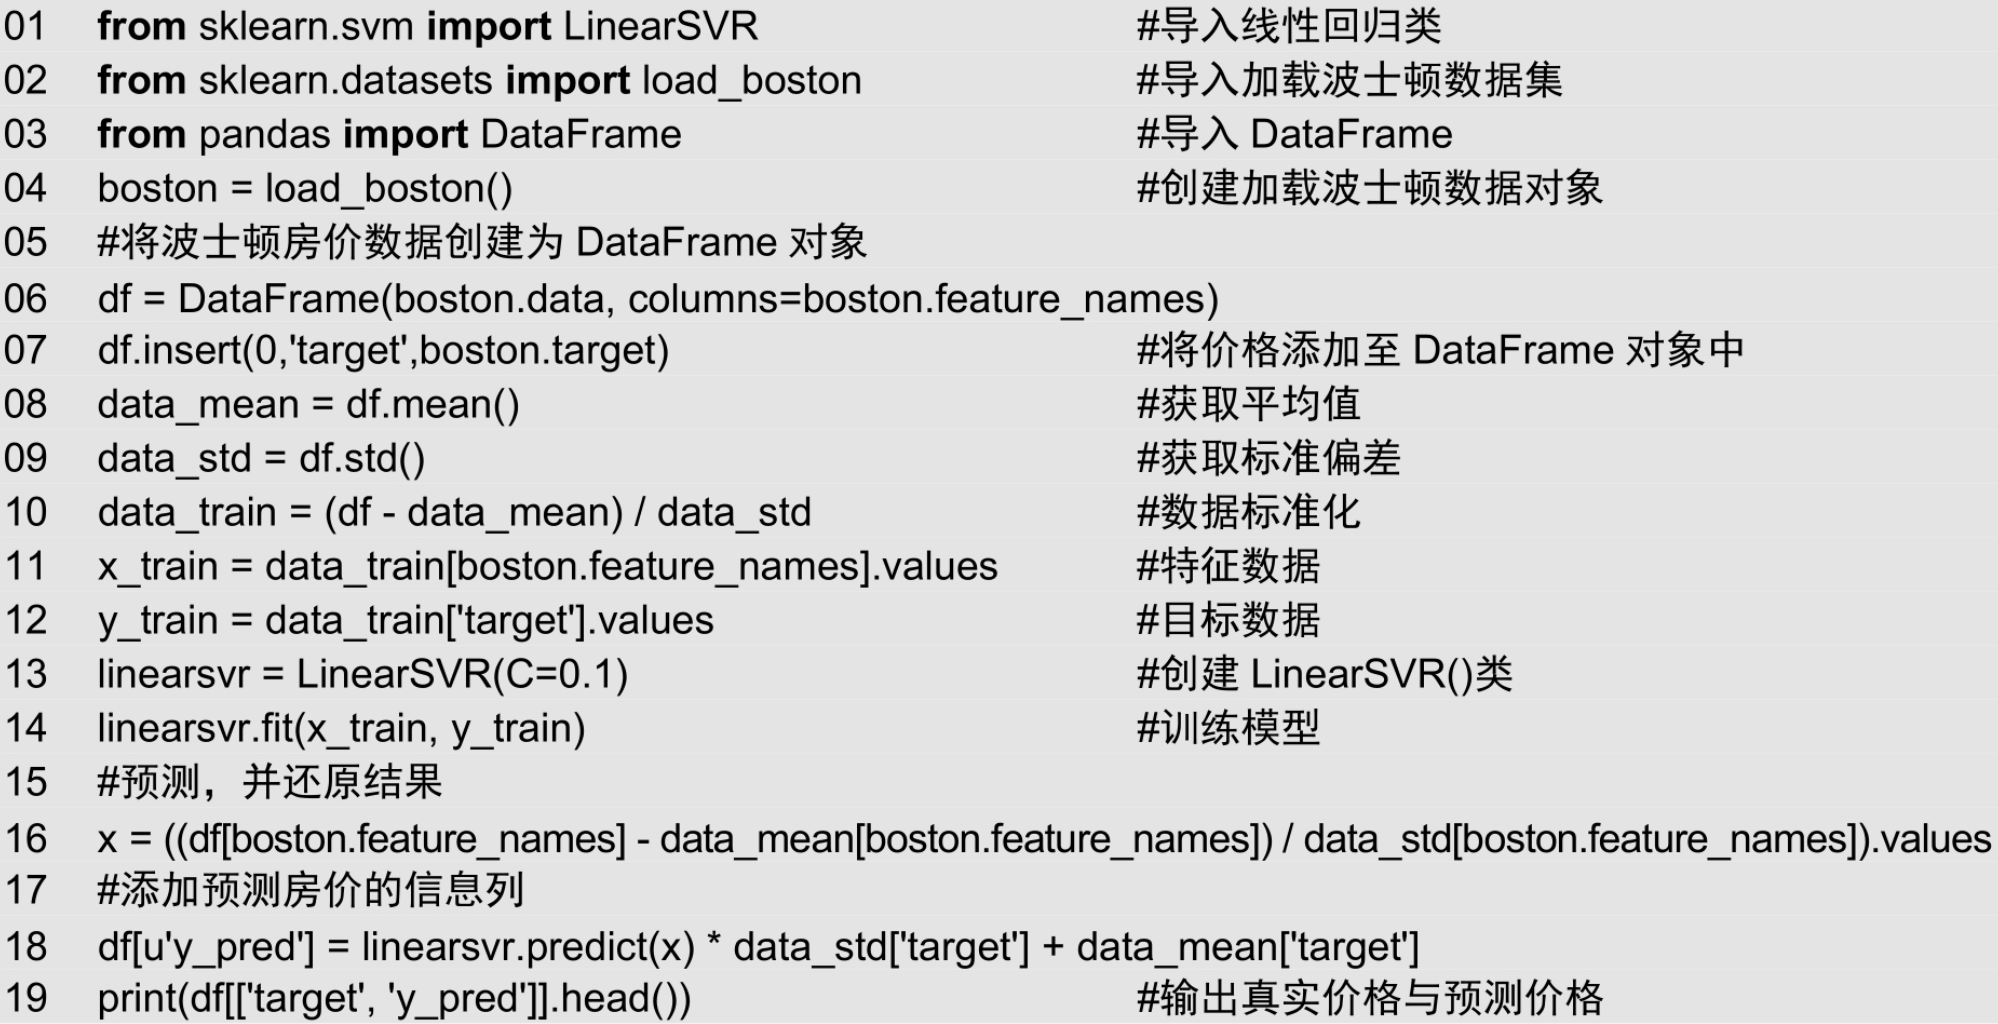 01 from sklearn.svm import LinearSVR #导入线性回归类
02 from sklearn.datasets import load_boston #导入加载波士顿数据集
03 from pandas import DataFrame #导入 DataFrame
04 boston = load_boston() #创建加载波士顿数据对象
05 #将波士顿房价数据创建为 DataFrame 对象
06 df = DataFrame(boston.data, columns=boston.feature_names)
07 df.insert(0,'target',boston.target) #将价格添加至 DataFrame 对象中
08 data_mean = df.mean() #获取平均值
09 data_std = df.std() #获取标准偏差
10 data_train = (df - data_mean) / data_std #数据标准化
11 x_train = data_train[boston.feature_names].values #特征数据
12 y_train = data_train['target'].values #目标数据
13 linearsvr = LinearSVR(C=0.1) #创建 LinearSVR()类
14 linearsvr.fit(x_train, y_train) #训练模型
15 #预测，并还原结果
16 x = ((df[boston.feature_names] - data_mean[boston.feature_names]) / data_std[boston.feature_names]).values
17 #添加预测房价的信息列
18 df[u'y_pred'] = linearsvr.predict(x) * data_std['target'] + data_mean['target']
19 print(df[['target', 'y_pred']].head()) #输出真实价格与预测价格